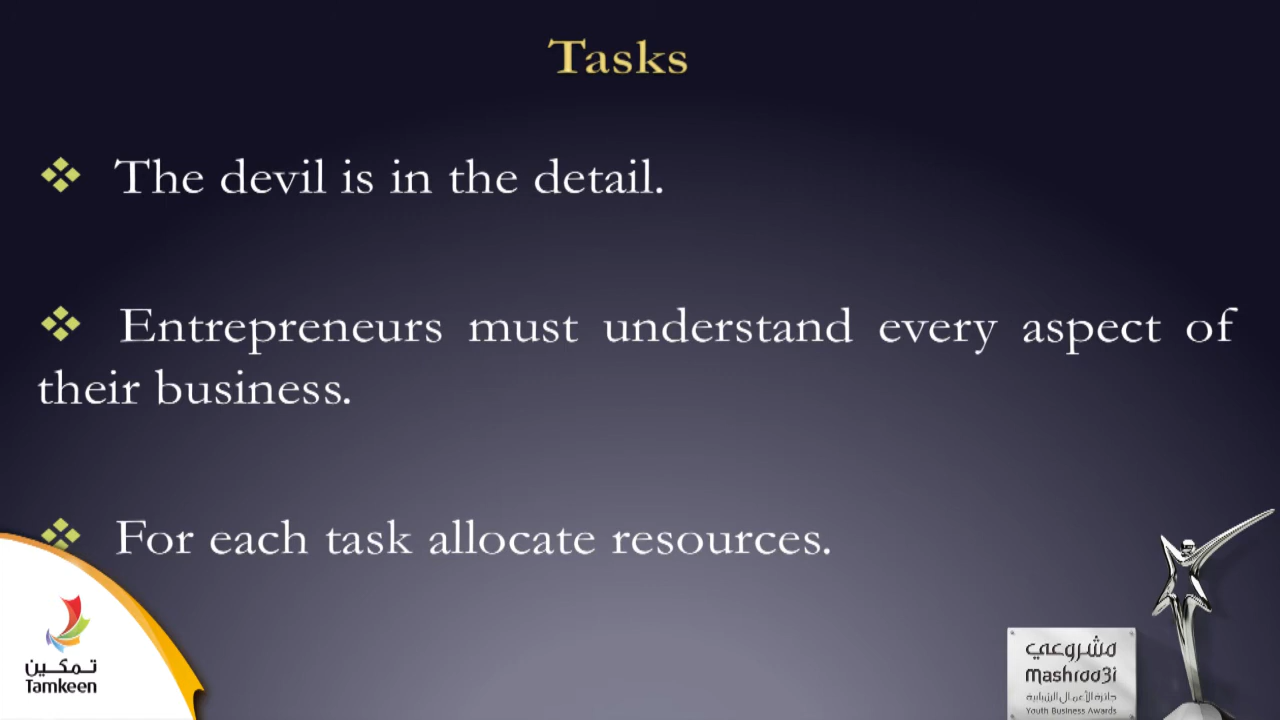 Tasks
The devil is in the detail.
Entrepreneurs must understand every aspect of
their business.
For each task allocate resources.
تمكين
Tamkeen
مشروعي
mashroo3i
جائزة الأعمال الشبابية
Youth Business Awards